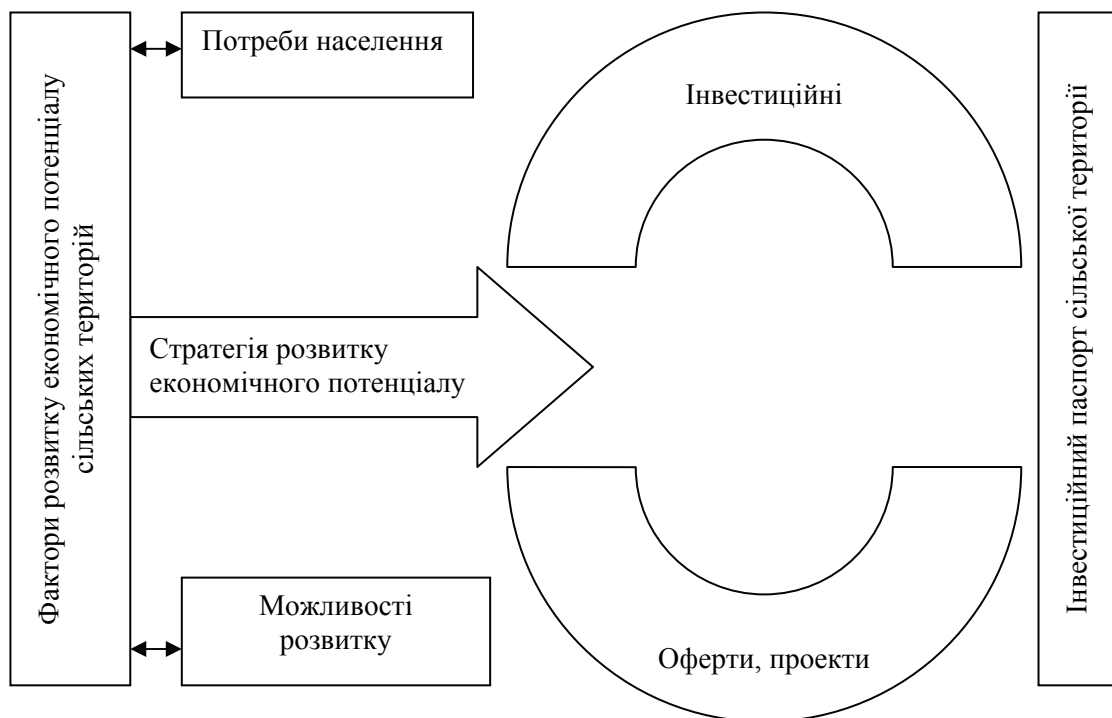 Фактори розвитку економічного потенціалу
сільських територій
Потреби населення
Стратегія розвитку
економічного потенціалу
Можливості
розвитку
Інвестиційні
Оферти, проекти
Інвестиційний паспорт сільської території